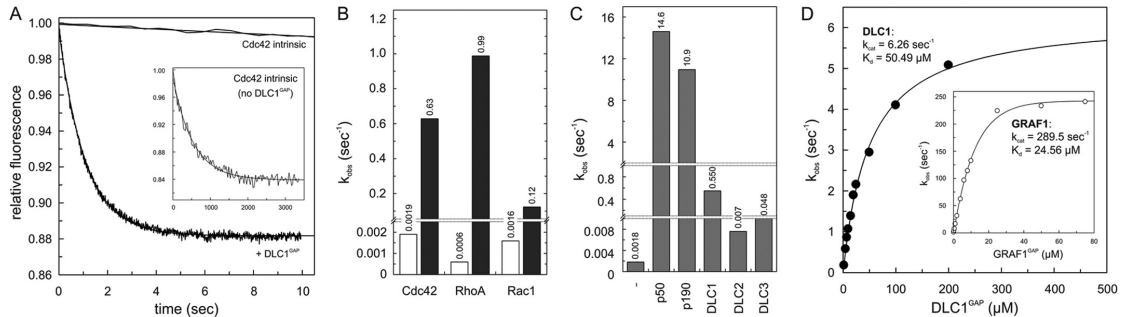 A
relative fluorescence
1.00
0.98
0.96
0.94
0.92
0.90
0.88
0.86
Cdc42 intrinsic
1.00
0.96
0.92
0.88
0.84
Cdc42 intrinsic
(no DLC1GAP)
0 1000 2000 3000
+ DLC1GAP
0 2 4 6 8 10
time (sec)
B
kobs (sec-1)
1.2
1.0
0.8
0.6
0.4
0.2
0.002
0.001
0
0.0019
0.63
0.0006
0.99
0.0016
0.12
Cdc42 RhoA Rac1
C
kobs (sec-1)
16
14
12
10
8
6
4
2
0.8
0.4
0.008
0.004
0
0.0018
14.6
10.9
0.550
0.007
0.048
-
p50
p190
DLC1
DLC2
DLC3
D
kobs (sec-1)
6
5
4
3
2
1
0
DLC1:
kcat = 6.26 sec-1
Kd = 50.49 µM
kobs (sec-1)
250
200
150
100
50
0
GRAF1:
kcat = 289.5 sec-1
Kd = 24.56 µM
0 20 40 60 80
GRAF1GAP (µM)
0 100 200 300 400 500
DLC1GAP (µM)